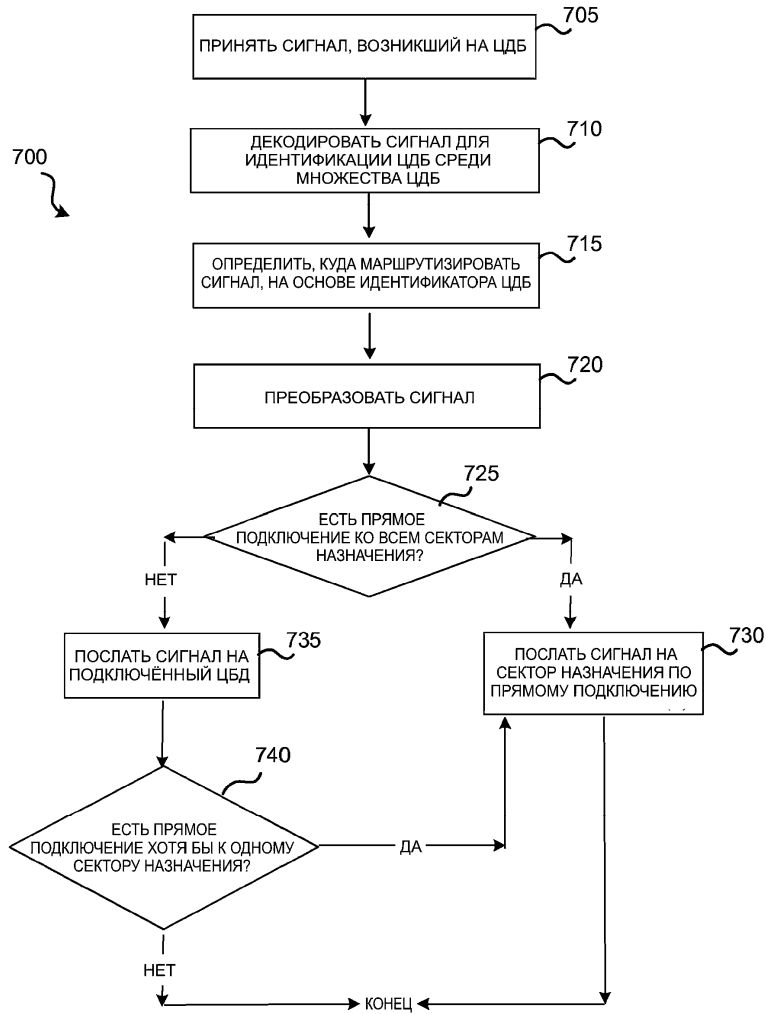 705
ПРИНЯТЬ СИГНАЛ, ВОЗНИКШИЙ НА ЦДБ
710
ДЕКОДИРОВАТЬ СИГНАЛ ДЛЯ
ИДЕНТИФИКАЦИИ ЦДБ СРЕДИ
МНОЖЕСТВА ЦДБ
700
715
ОПРЕДЕЛИТЬ, КУДА МАРШРУТИЗИРОВАТЬ
СИГНАЛ, НА ОСНОВЕ ИДЕНТИФИКАТОРА ЦДБ
720
ПРЕОБРАЗОВАТЬ СИГНАЛ
725
ЕСТЬ ПРЯМОЕ
ПОДКЛЮЧЕНИЕ КО ВСЕМ СЕКТОРАМ
НАЗНАЧЕНИЯ?
НЕТ
ДА
735
ПОСЛАТЬ СИГНАЛ НА
ПОДКЛЮЧЁННЫЙ ЦБД
730
ПОСЛАТЬ СИГНАЛ НА
СЕКТОР НАЗНАЧЕНИЯ ПО
ПРЯМОМУ ПОДКЛЮЧЕНИЮ
740
ЕСТЬ ПРЯМОЕ
ПОДКЛЮЧЕНИЕ ХОТЯ БЫ К ОДНОМУ
СЕКТОРУ НАЗНАЧЕНИЯ?
ДА
НЕТ
КОНЕЦ